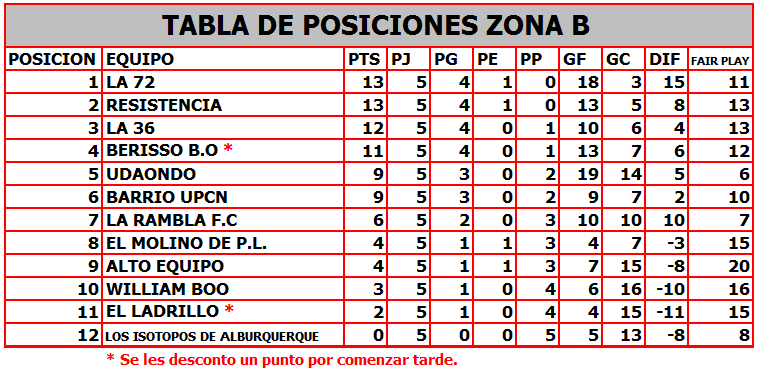 TABLA DE POSICIONES ZONA B
POSICION EQUIPO PTS PJ PG PE PP GF GC DIF FAIR PLAY
1 LA 72 13 5 4 1 0 18 3 15 11
2 RESISTENCIA 13 5 4 1 0 13 5 8 13
3 LA 36 12 5 4 0 1 10 6 4 13
4 BERISSO B.O * 11 5 4 0 1 13 7 6 12
5 UDAONDO 9 5 3 0 2 19 14 5 6
6 BARRIO UPCN 9 5 3 0 2 9 7 2 10
7 LA RAMBLA F.C 6 5 2 0 3 10 10 10 7
8 EL MOLINO DE P.L. 4 5 1 1 3 4 7 -3 15
9 ALTO EQUIPO 4 5 1 1 3 7 15 -8 20
10 WILLIAM BOO 3 5 1 0 4 6 16 -10 16
11 EL LADRILLO * 2 5 1 0 4 4 15 -11 15
12 LOS ISOTOPOS DE ALBURQUERQUE 0 5 0 0 5 5 13 -8 8
* Se les desconto un punto por comenzar tarde.